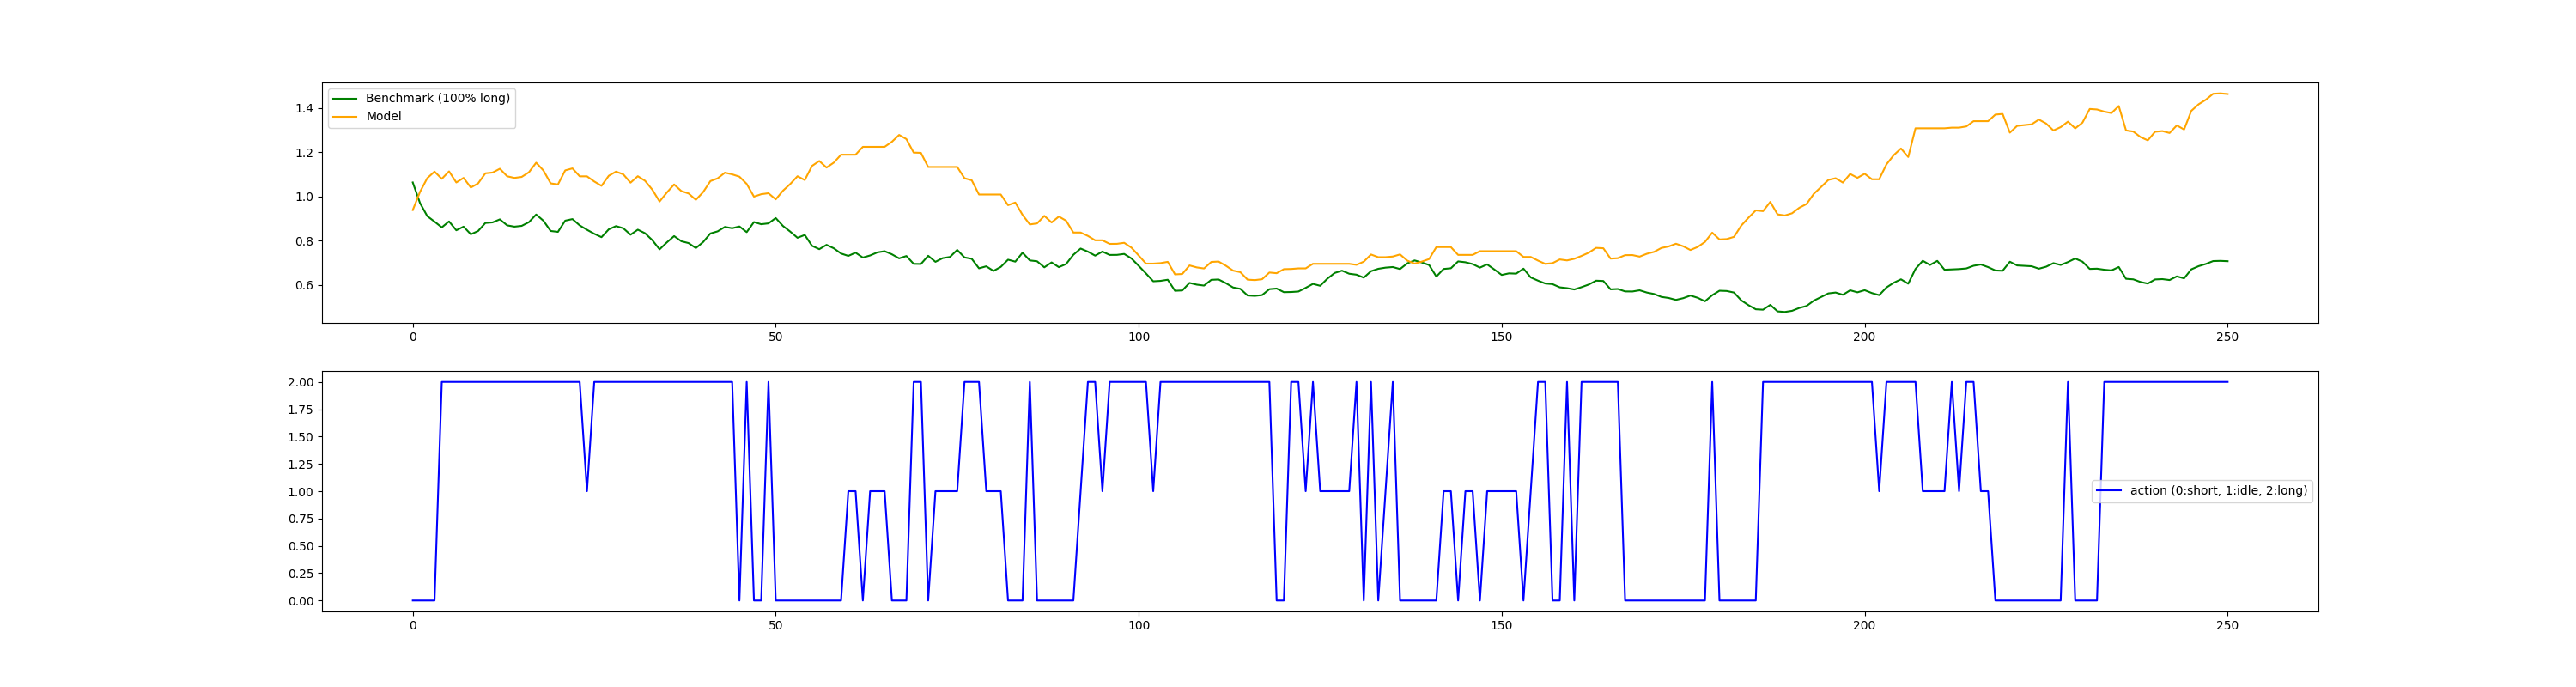 Benchmark (100% long)
Model
1.4
1.2
1.0
0.8
0.6
0 50 100 150 200 250
2.00
1.75
1.50
1.25
1.00
0.75
0.50
0.25
0.00
action (0:short, 1:idle, 2:long)
0 50 100 150 200 250